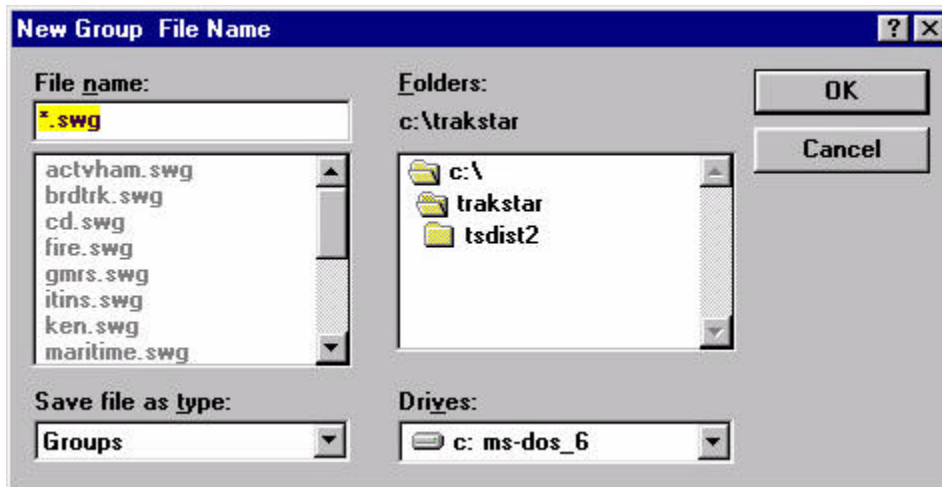 New Group File Name
File name:
*.swg
actvham.swg
brdtrk.swg
cd.swg
fire.swg
gmrs.swg
itins.swg
ken.swg
maritime.swg
Save file as type:
Groups
Folders:
c:\trakstar
c:\
trakstar
tsdist2
Drives:
c: ms-dos_6
OK
Cancel